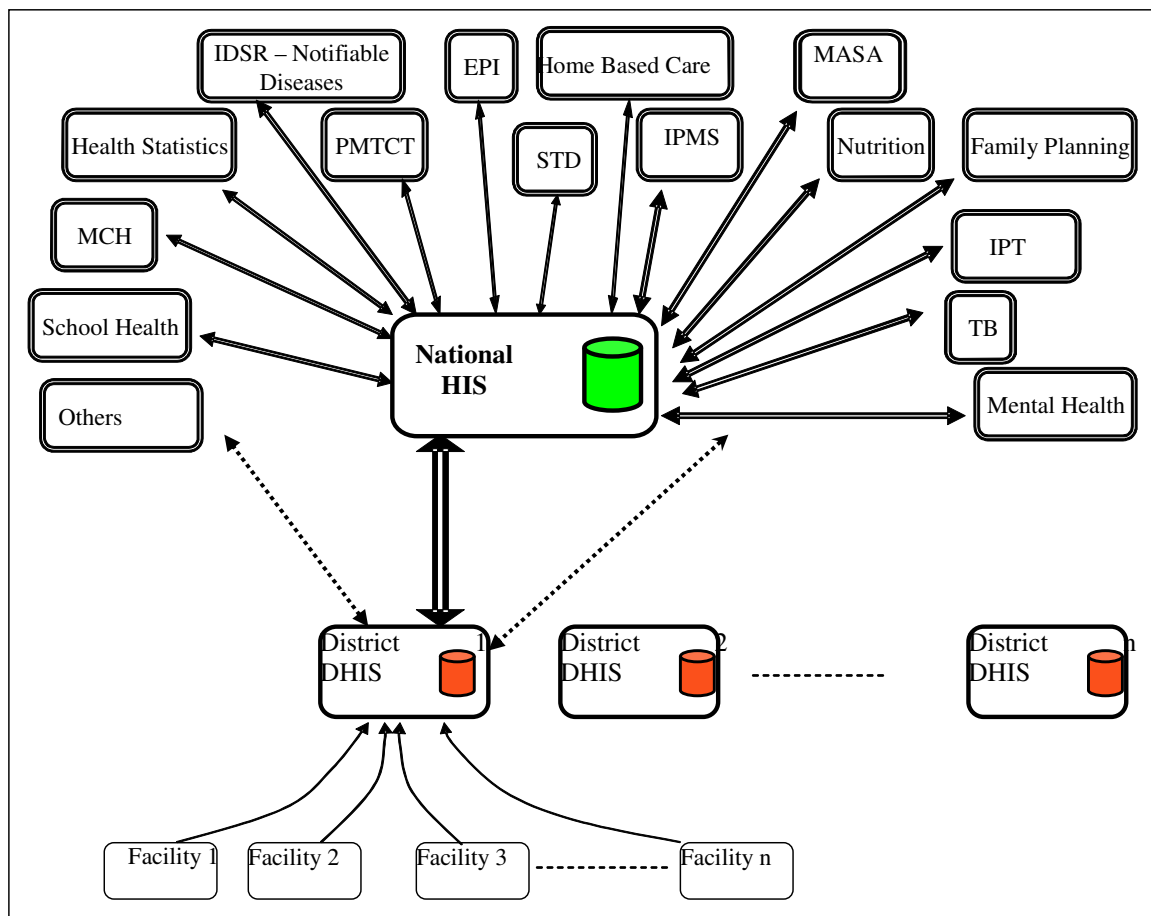 IDSR – Notifiable
Diseases
EPI
Home Based Care
MASA
Health Statistics
PMTCT
STD
IPMS
Nutrition
Family Planning
MCH
IPT
School Health
TB
National
HIS
Others
Mental Health
District 1
DHIS
District 2
DHIS
District n
DHIS
Facility 1
Facility 2
Facility 3
Facility n